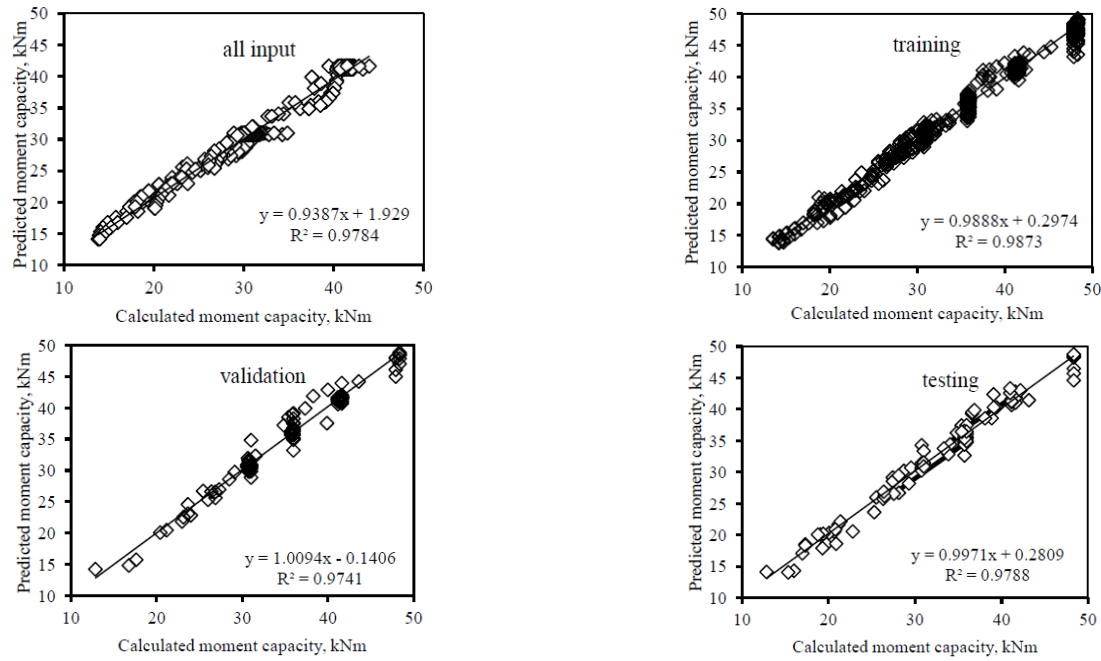 all input
Predicted moment capacity, kNm
50
45
40
35
30
25
20
15
10
y = 0.9387x + 1.929
R² = 0.9784
10 20 30 40 50
Calculated moment capacity, kNm
training
Predicted moment capacity, kNm
50
45
40
35
30
25
20
15
10
y = 0.9888x + 0.2974
R² = 0.9873
10 20 30 40 50
Calculated moment capacity, kNm
validation
Predicted moment capacity, kNm
50
45
40
35
30
25
20
15
10
y = 1.0094x - 0.1406
R² = 0.9741
10 20 30 40 50
Calculated moment capacity, kNm
testing
Predicted moment capacity, kNm
50
45
40
35
30
25
20
15
10
y = 0.9971x + 0.2809
R² = 0.9788
10 20 30 40 50
Calculated moment capacity, kNm